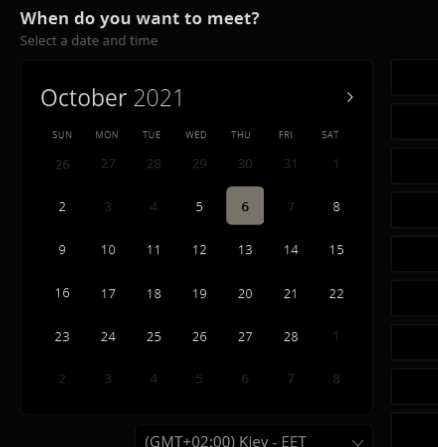 When do you want to meet?
Select a date and time
October 2021
SUN MON TUE WED THU FRI SAT
26 27 28 29 30 31 1
2 3 4 5 6 7 8
9 10 11 12 13 14 15
16 17 18 19 20 21 22
23 24 25 26 27 28 1
2 3 4 5 6 7 8
(GMT+02:00) Kiev - EET